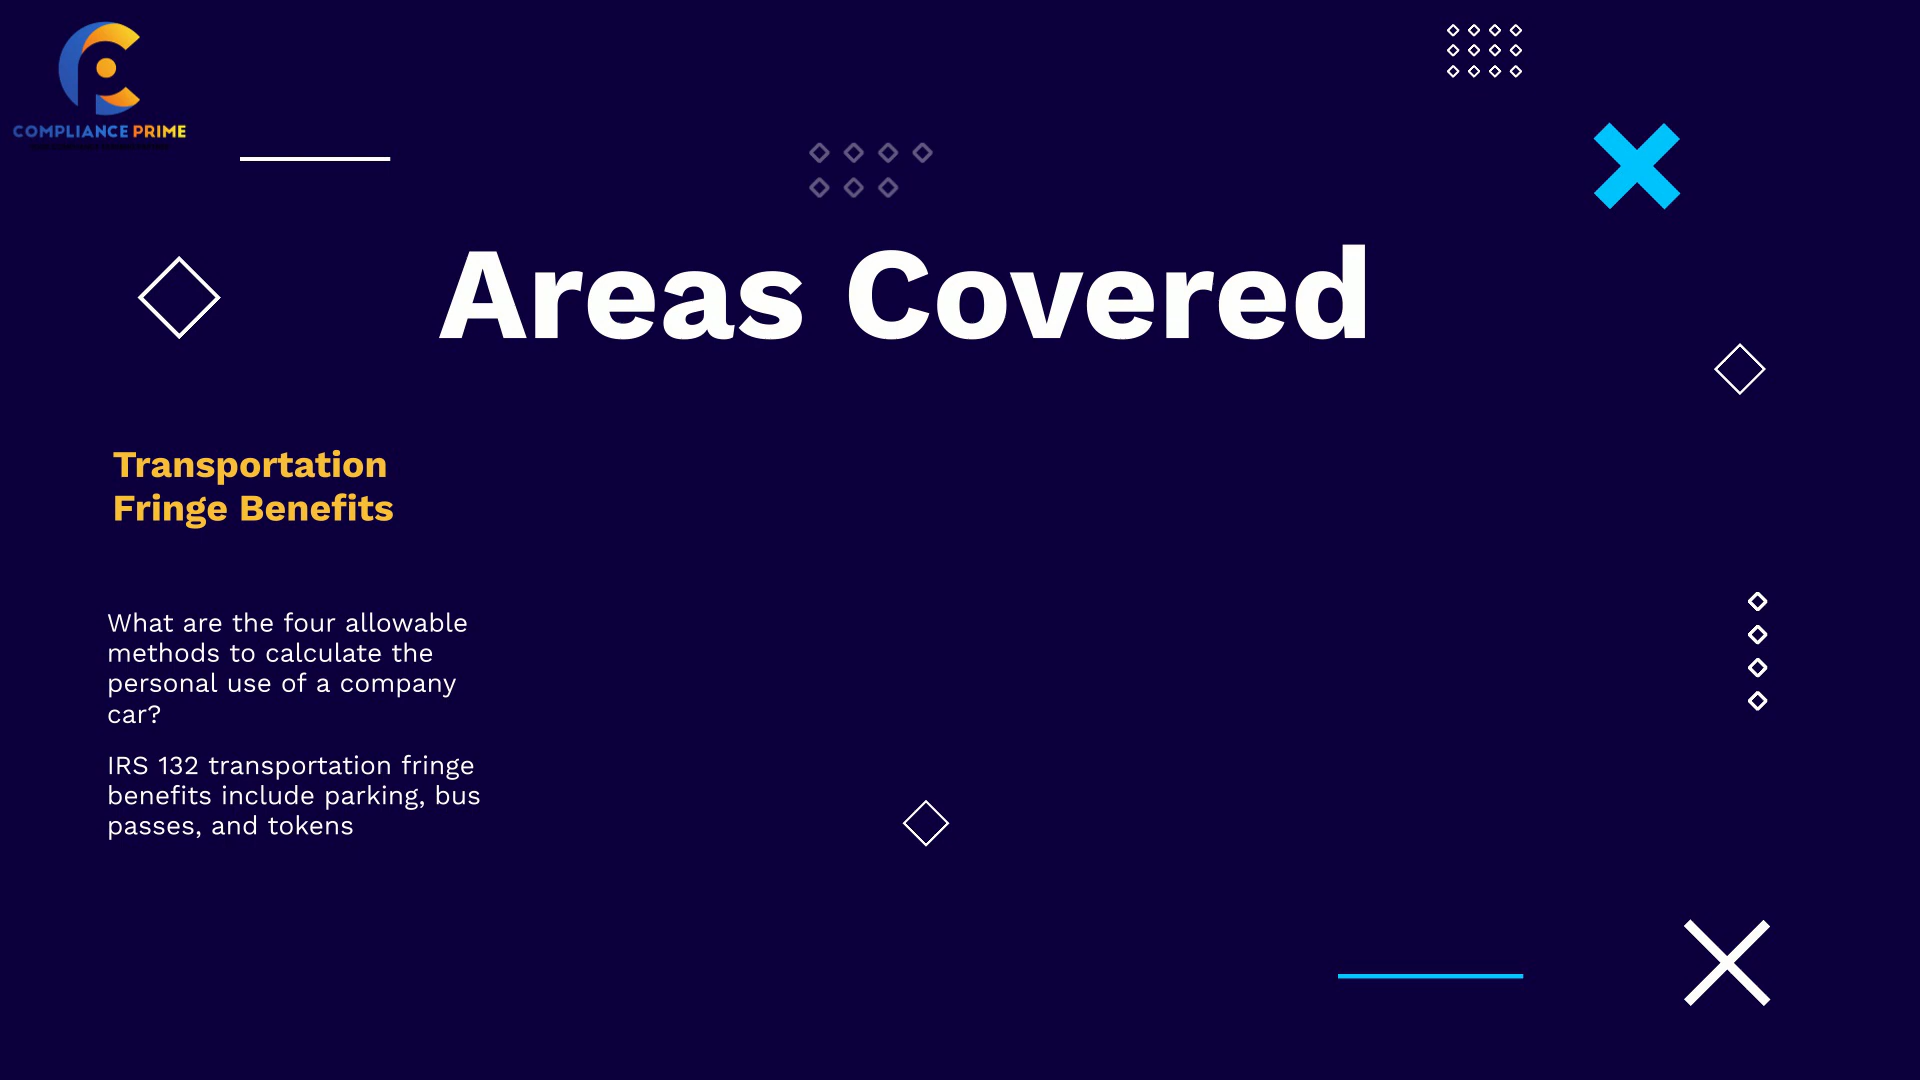 COMPLIANCE PRIME
Areas Covered
Transportation
Fringe Benefits
What are the four allowable
methods to calculate the
personal use of a company
car?
IRS 132 transportation fringe
benefits include parking, bus
passes, and tokens